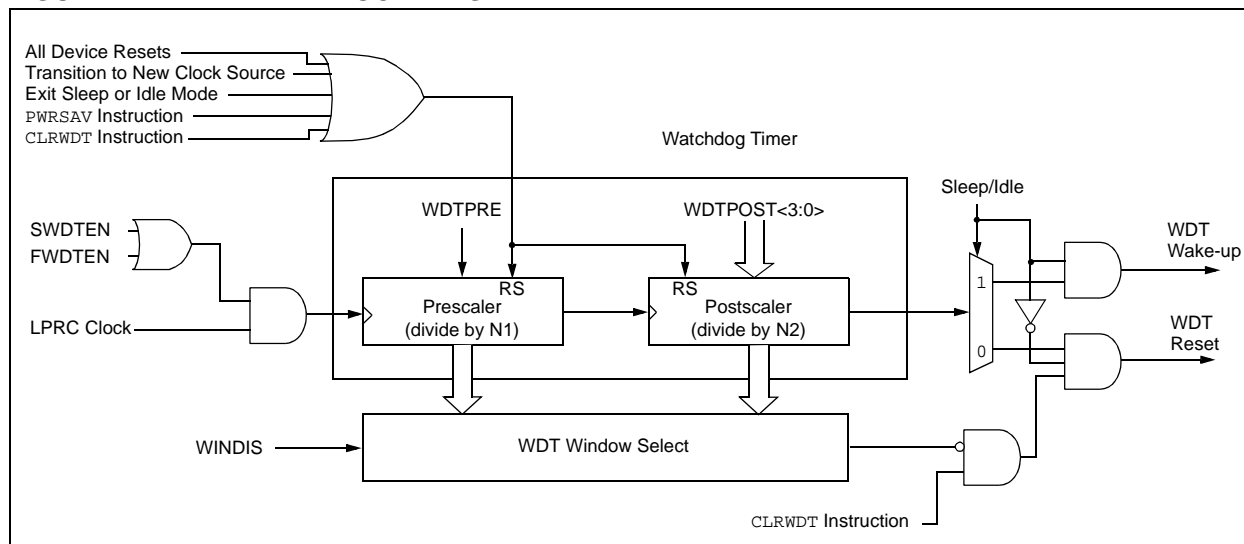 All Device Resets
Transition to New Clock Source
Exit Sleep or Idle Mode
PWRSAV Instruction
CLRWDT Instruction
Watchdog Timer
Sleep/Idle
WDTPRE
WDTPOST<3:0>
SWDTEN
FWDTEN
WDT
Wake-up
RS
RS
1
Prescaler
(divide by N1)
Postscaler
(divide by N2)
LPRC Clock
0
WDT
Reset
WINDIS
WDT Window Select
CLRWDT Instruction